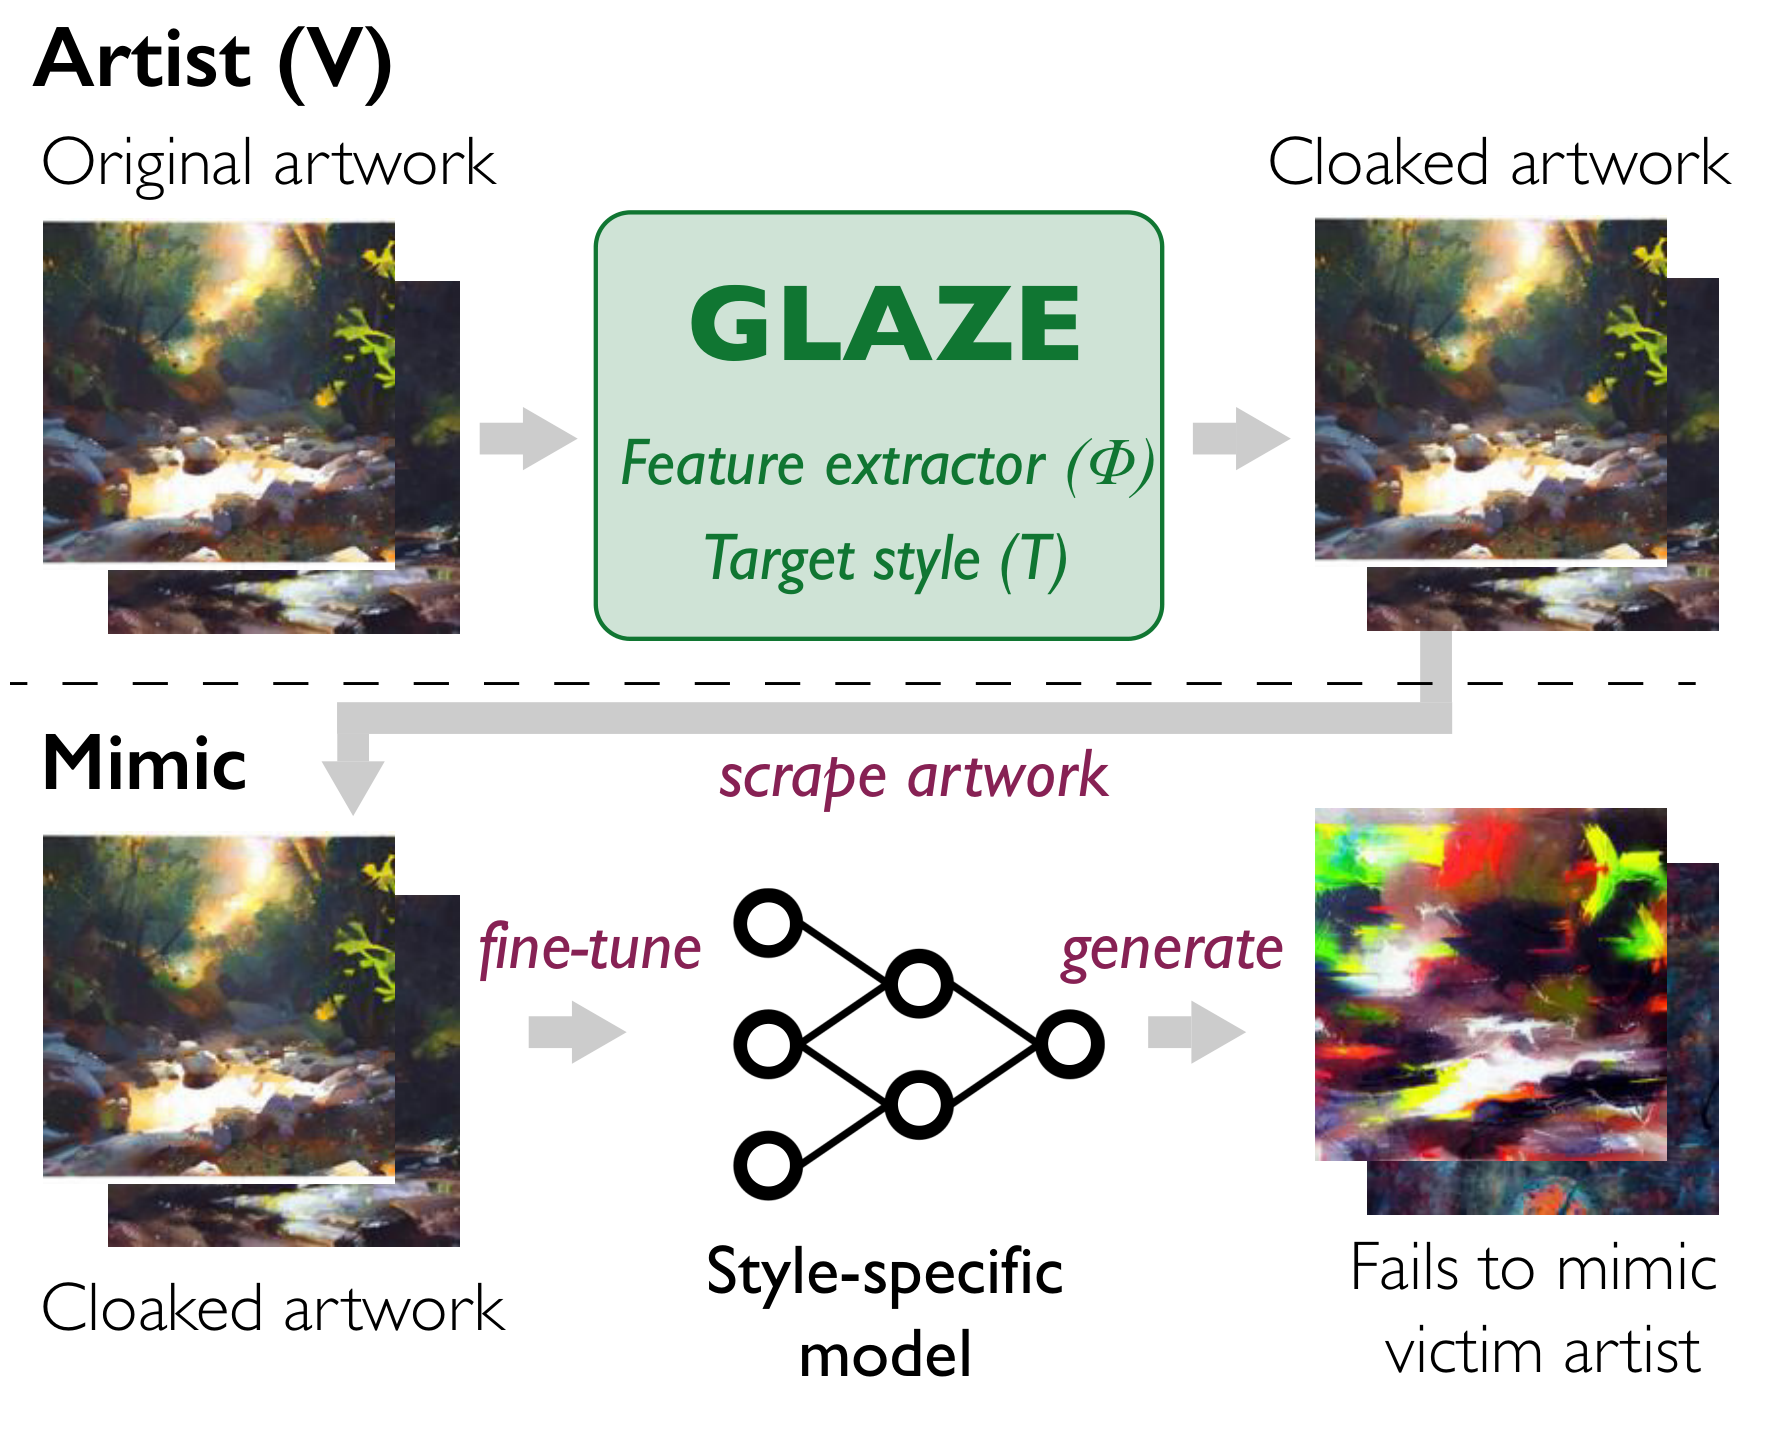 Artist (V)
Original artwork
Cloaked artwork
GLAZE
Feature extractor (Φ)
Target style (T)
Mimic
scrape artwork
fine-tune
generate
Cloaked artwork
Style-specific
model
Fails to mimic
victim artist